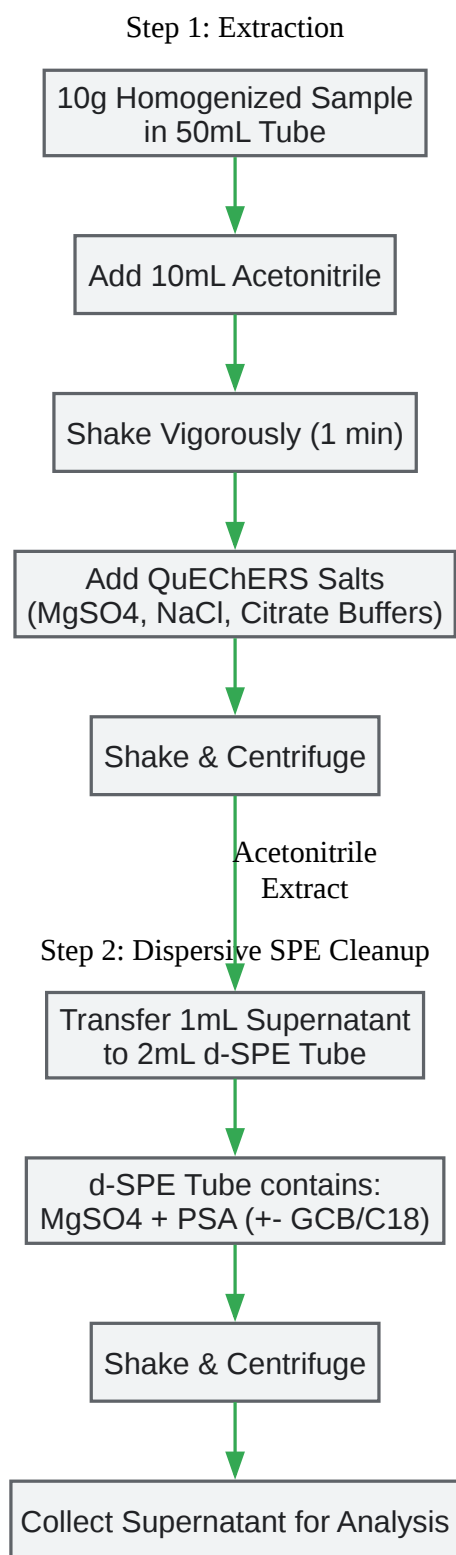 Step 1: Extraction
10g Homogenized Sample
in 50mL Tube
Add 10mL Acetonitrile
Shake Vigorously (1 min)
Add QuEChERS Salts
(MgSO4, NaCl, Citrate Buffers)
Shake & Centrifuge
Acetonitrile
Extract
Step 2: Dispersive SPE Cleanup
Transfer 1mL Supernatant
to 2mL d-SPE Tube
d-SPE Tube contains:
MgSO4 + PSA (+- GCB/C18)
Shake & Centrifuge
Collect Supernatant for Analysis